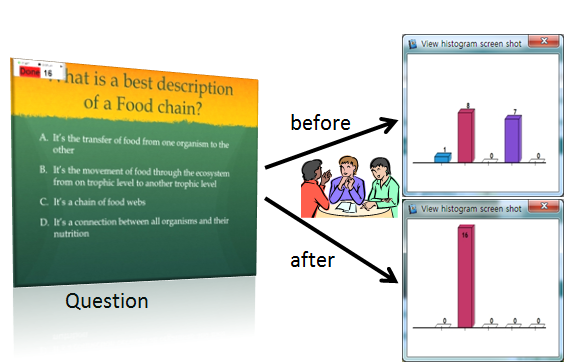 Done 16
What is a best description
of a Food chain?
A. It's the transfer of food from one organism to the
other
B. It's the movement of food through the ecosystem
from on trophic level to another trophic level
C. It's a chain of food webs
D. It's a connection between all organisms and their
nutrition
Question
before
after
View histogram screen shot
1 8 0 7 0
View histogram screen shot
0 16 0 0 0